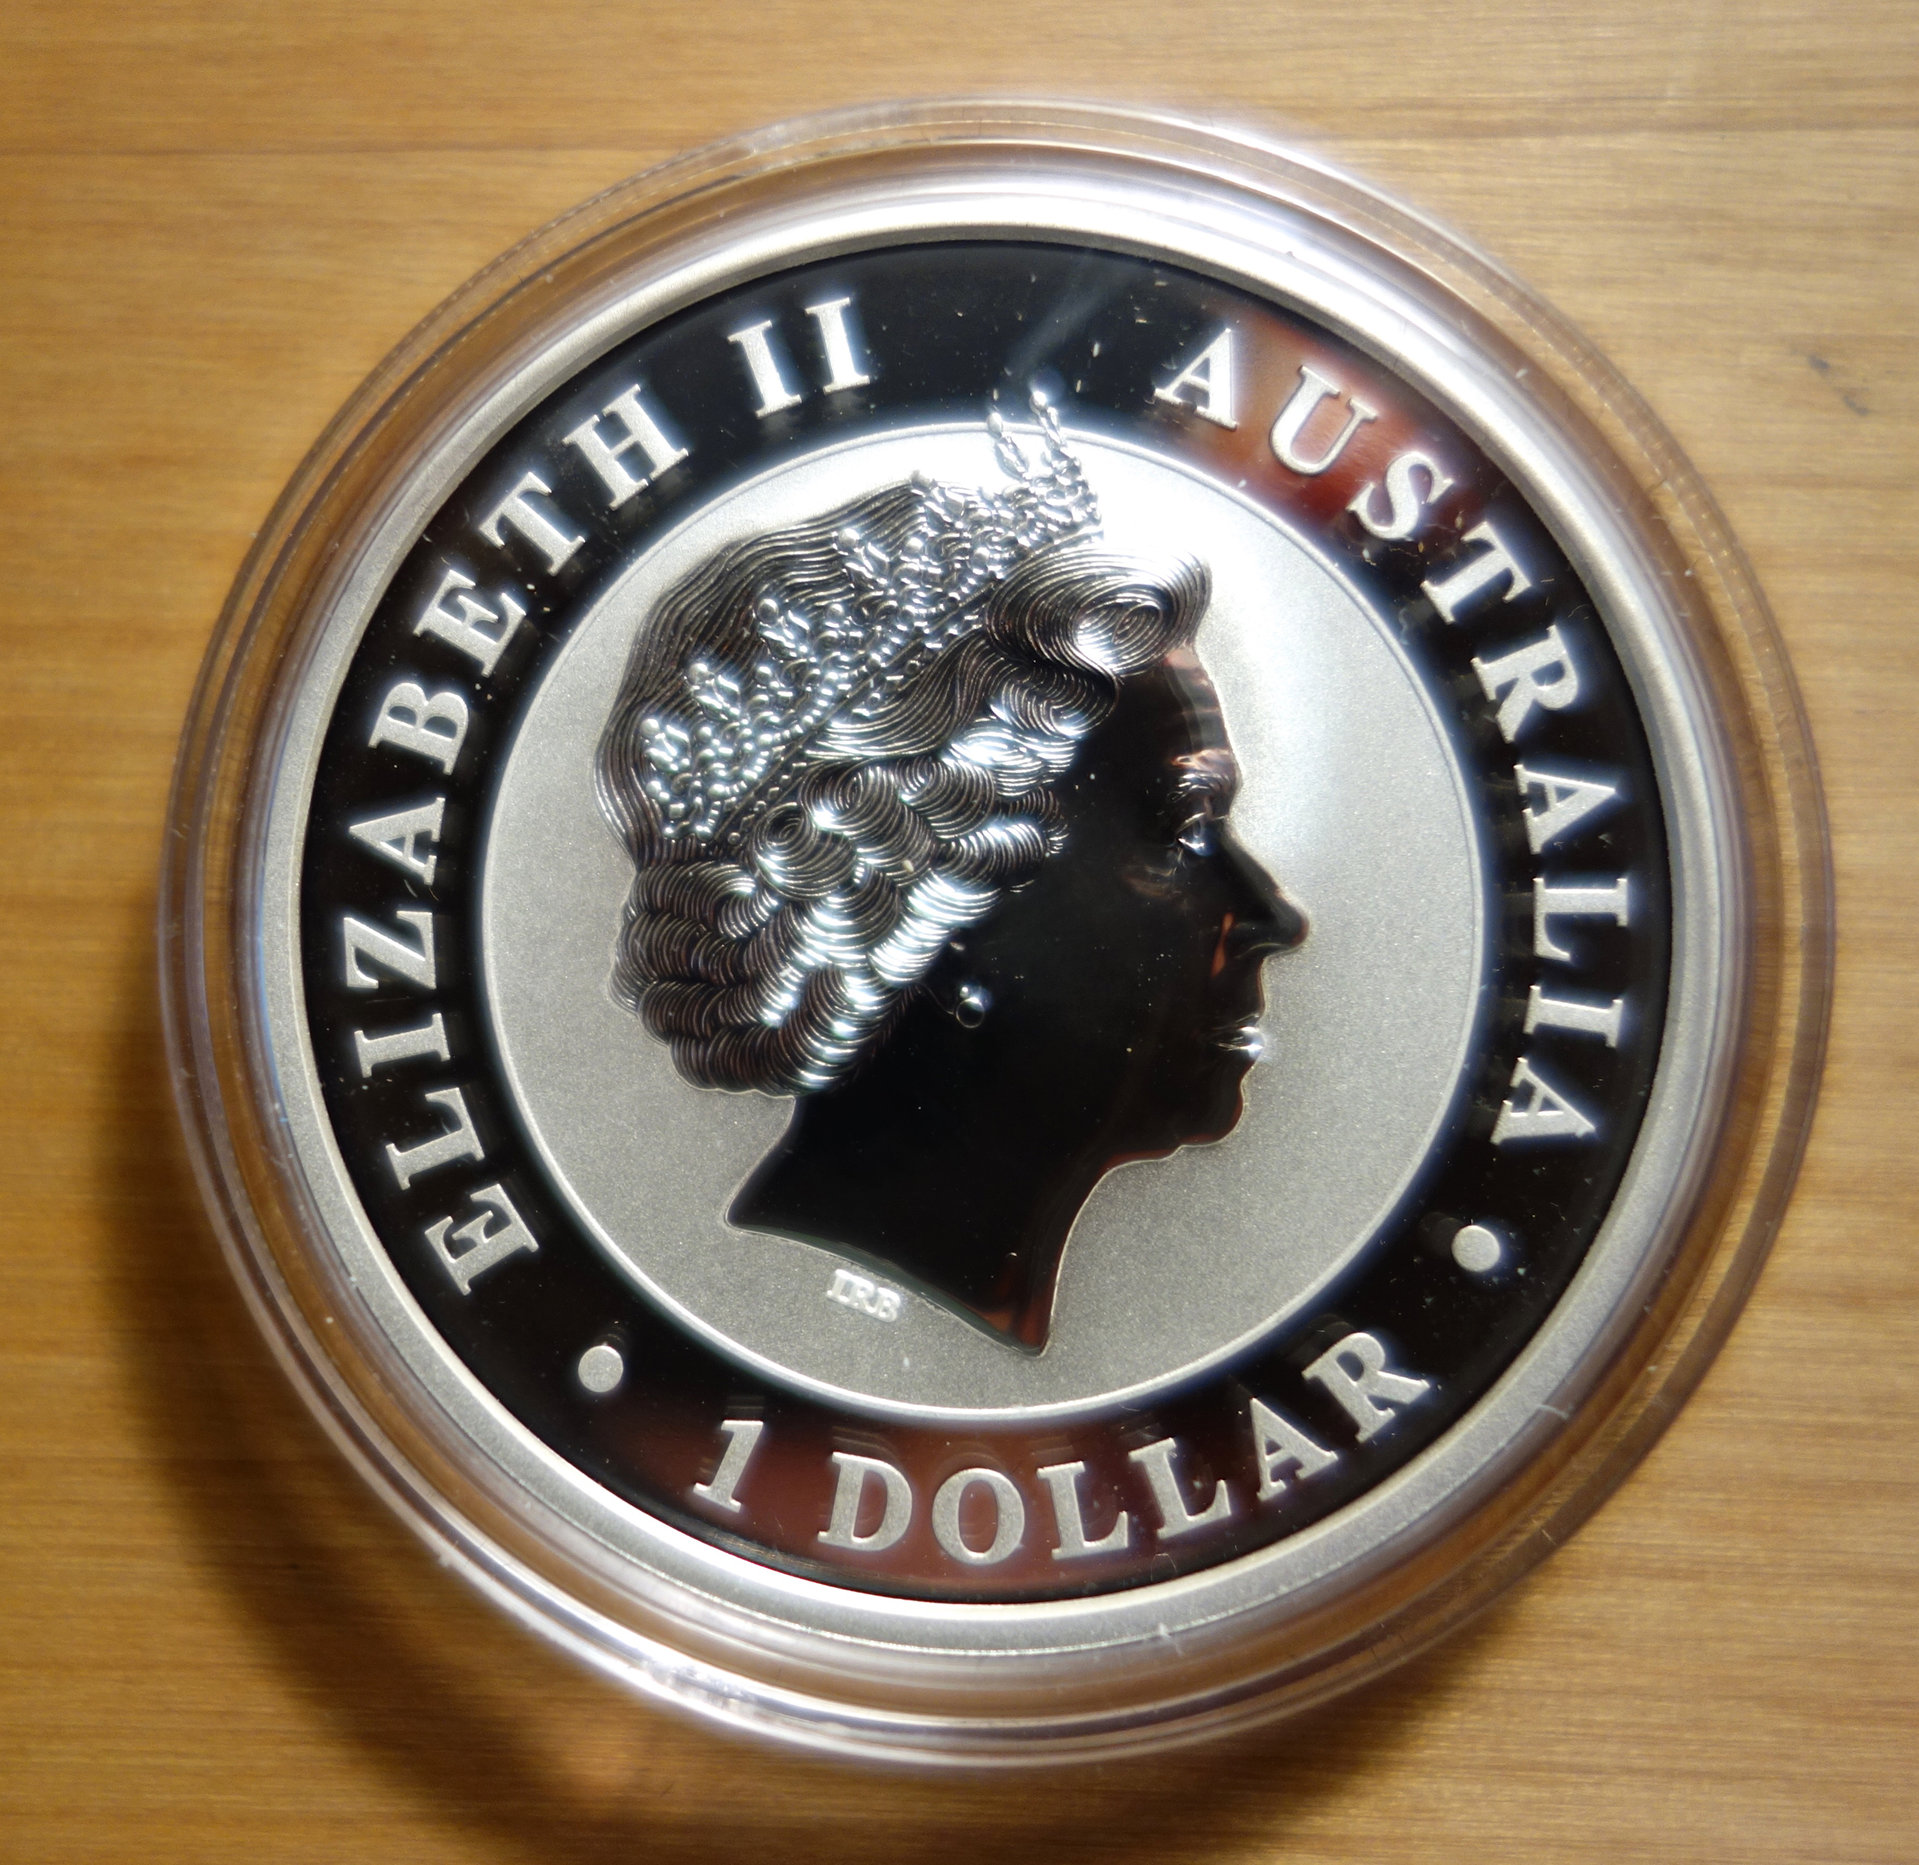 ELIZABETH II
AUSTRALIA
1 DOLLAR
IRB